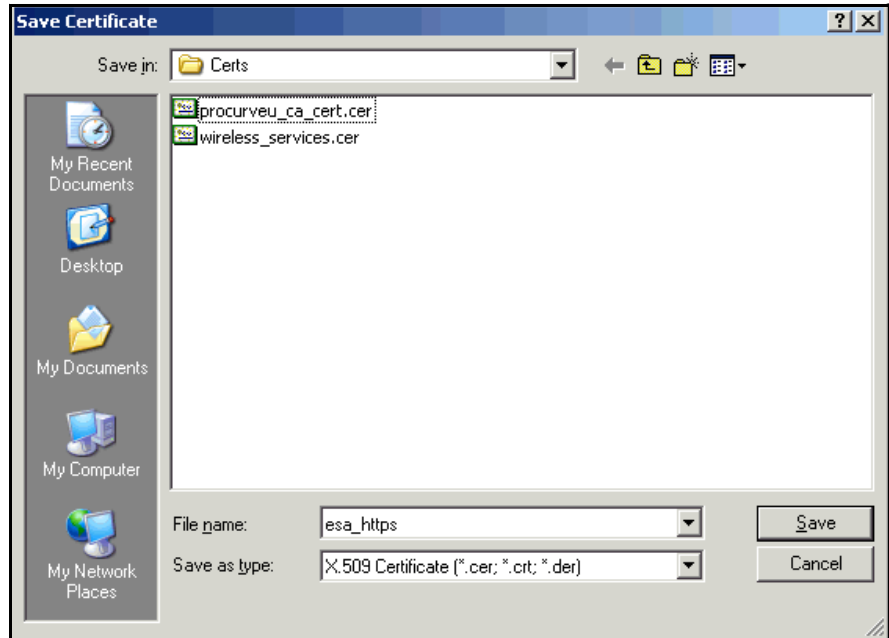 Save Certificate
Save in:
Certs
procurveu_ca_cert.cer
wireless_services.cer
My Recent
Documents
Desktop
My Documents
My Computer
My Network
Places
File name:
esa_https
Save
Save as type:
X.509 Certificate (*.cer; *.crt; *.der)
Cancel